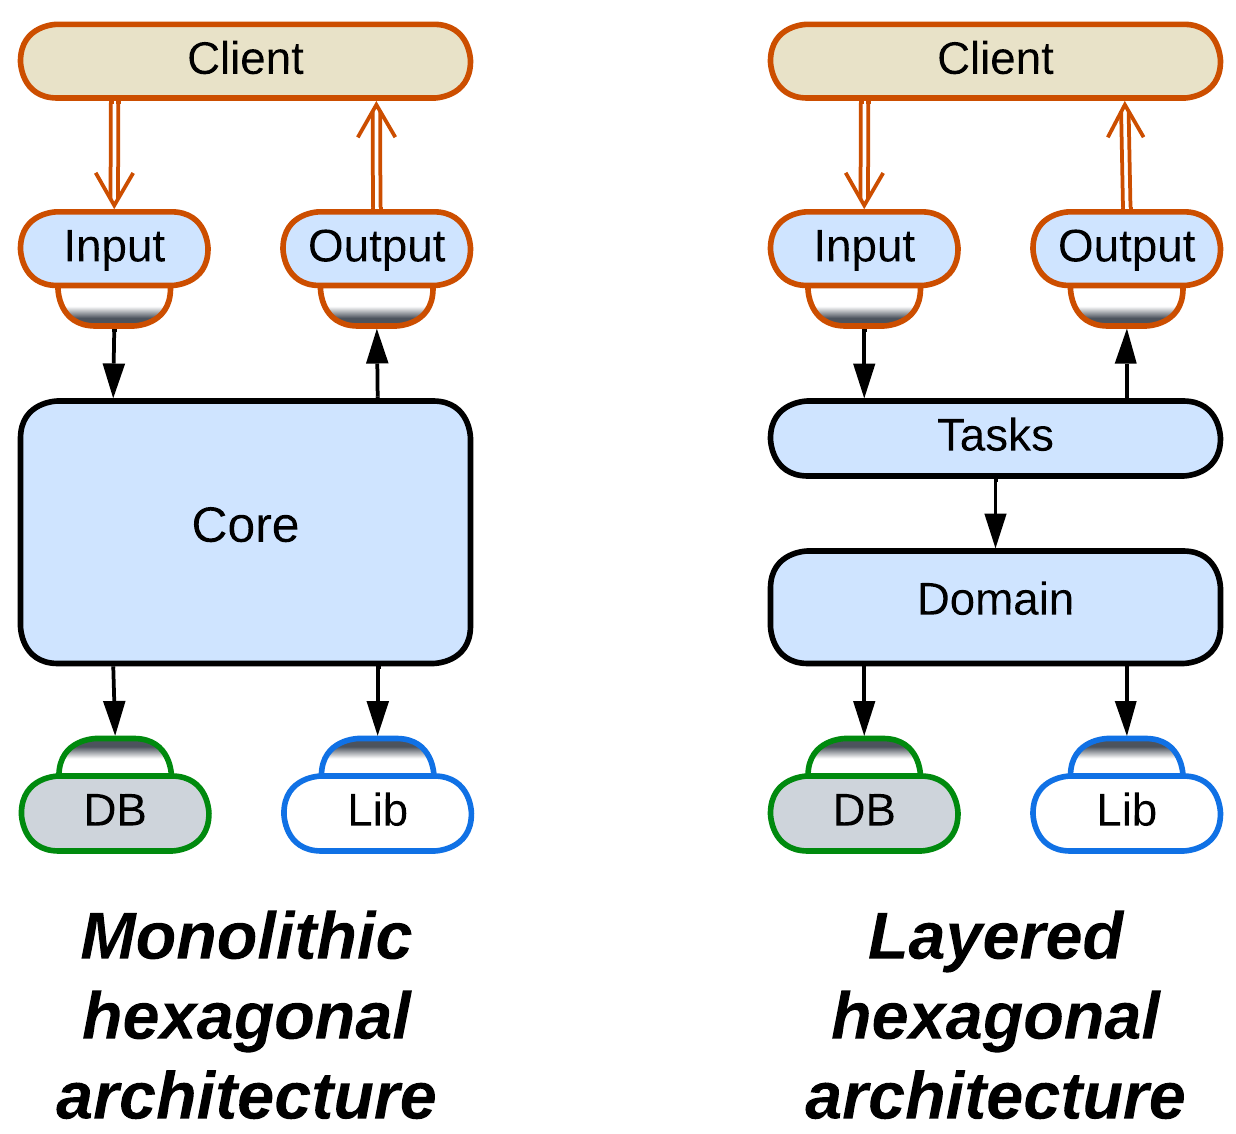 Client
Input
Output
Core
DB
Lib
Monolithic
hexagonal
architecture
Client
Input
Output
Tasks
Domain
DB
Lib
Layered
hexagonal
architecture